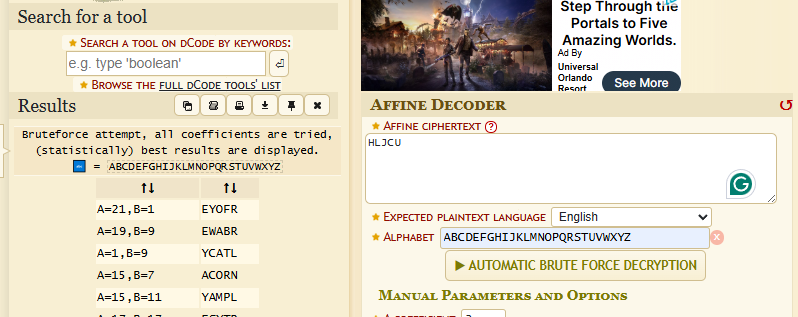 Search for a tool
★ SEARCH A TOOL ON DCODE BY KEYWORDS:
e.g. type 'boolean'
★ BROWSE THE FULL DCODE TOOLS' LIST
Results
Bruteforce attempt, all coefficients are tried,
(statistically) best results are displayed.
= ABCDEFGHIJKLMNOPQRSTUVWXYZ
↑↓ ↑↓
A=21,B=1 EYOFR
A=19,B=9 EWABR
A=1,B=9 YCATL
A=15,B=7 ACORN
A=15,B=11 YAMPL
Step Through the
Portals to Five
Amazing Worlds.
Ad By
Universal
Orlando
Resort
See More
AFFINE DECODER
★ AFFINE CIPHERTEXT ?
HLJCU
★ EXPECTED PLAINTEXT LANGUAGE English
★ ALPHABET ABCDEFGHIJKLMNOPQRSTUVWXYZ
▶ AUTOMATIC BRUTE FORCE DECRYPTION
MANUAL PARAMETERS AND OPTIONS